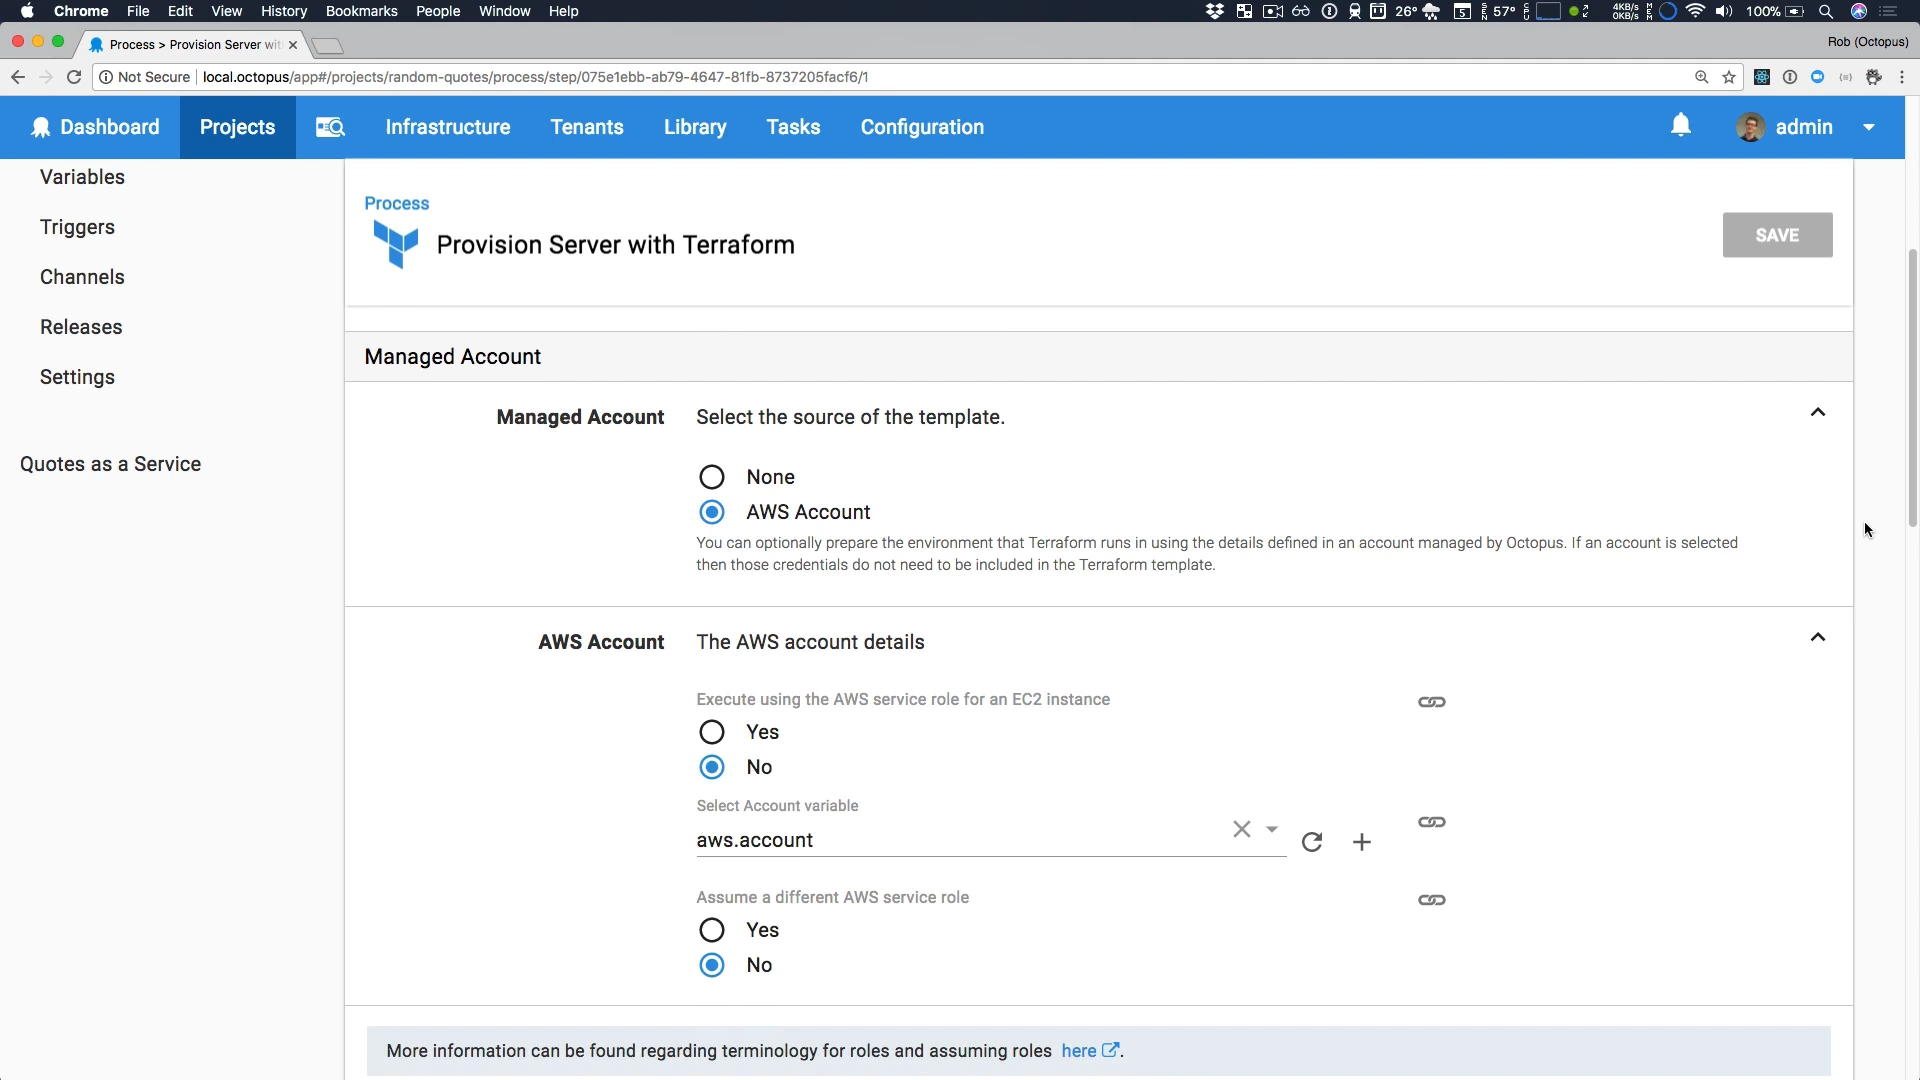 Chrome File Edit View History Bookmarks People Window Help 26° 5 57° 4KB/s 0KB/s 100%
Process > Provision Server wit Rob (Octopus)
Not Secure local.octopus/app#/projects/random-quotes/process/step/075e1ebb-ab79-4647-81fb-8737205facf6/1
Dashboard Projects Infrastructure Tenants Library Tasks Configuration admin
Variables
Triggers
Channels
Releases
Settings
Quotes as a Service
Process
Provision Server with Terraform
SAVE
Managed Account
Managed Account Select the source of the template.
None
AWS Account
You can optionally prepare the environment that Terraform runs in using the details defined in an account managed by Octopus. If an account is selected
then those credentials do not need to be included in the Terraform template.
AWS Account The AWS account details
Execute using the AWS service role for an EC2 instance
Yes
No
Select Account variable
aws.account
Assume a different AWS service role
Yes
No
More information can be found regarding terminology for roles and assuming roles here.